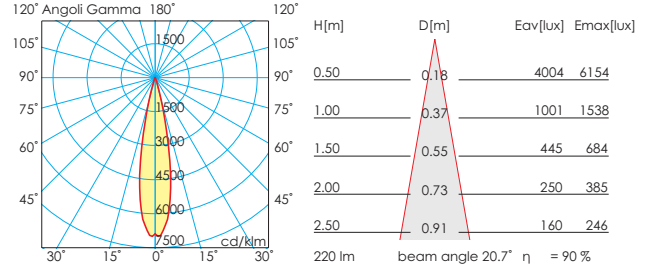 120° Angoli Gamma 180° 120°
105° 1500 105°
90° 90°
75° 1500 75°
60° 3000 60°
45° 4500 45°
6000
7500 cd/klm
30° 15° 0° 15° 30°
H[m] D[m] Eav[lux] Emax[lux]
0.50 0.18 4004 6154
1.00 0.37 1001 1538
1.50 0.55 445 684
2.00 0.73 250 385
2.50 0.91 160 246
220 lm beam angle 20.7° η = 90 %